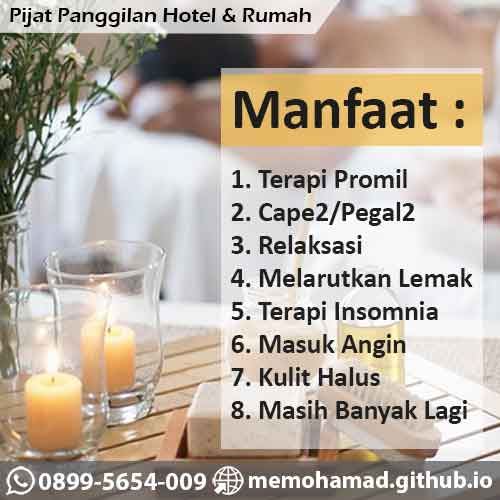 Pijat Panggilan Hotel & Rumah
Manfaat :
1. Terapi Promil
2. Cape2/Pegal2
3. Relaksasi
4. Melarutkan Lemak
5. Terapi Insomnia
6. Masuk Angin
7. Kulit Halus
8. Masih Banyak Lagi
0899-5654-009 memohamad.github.io